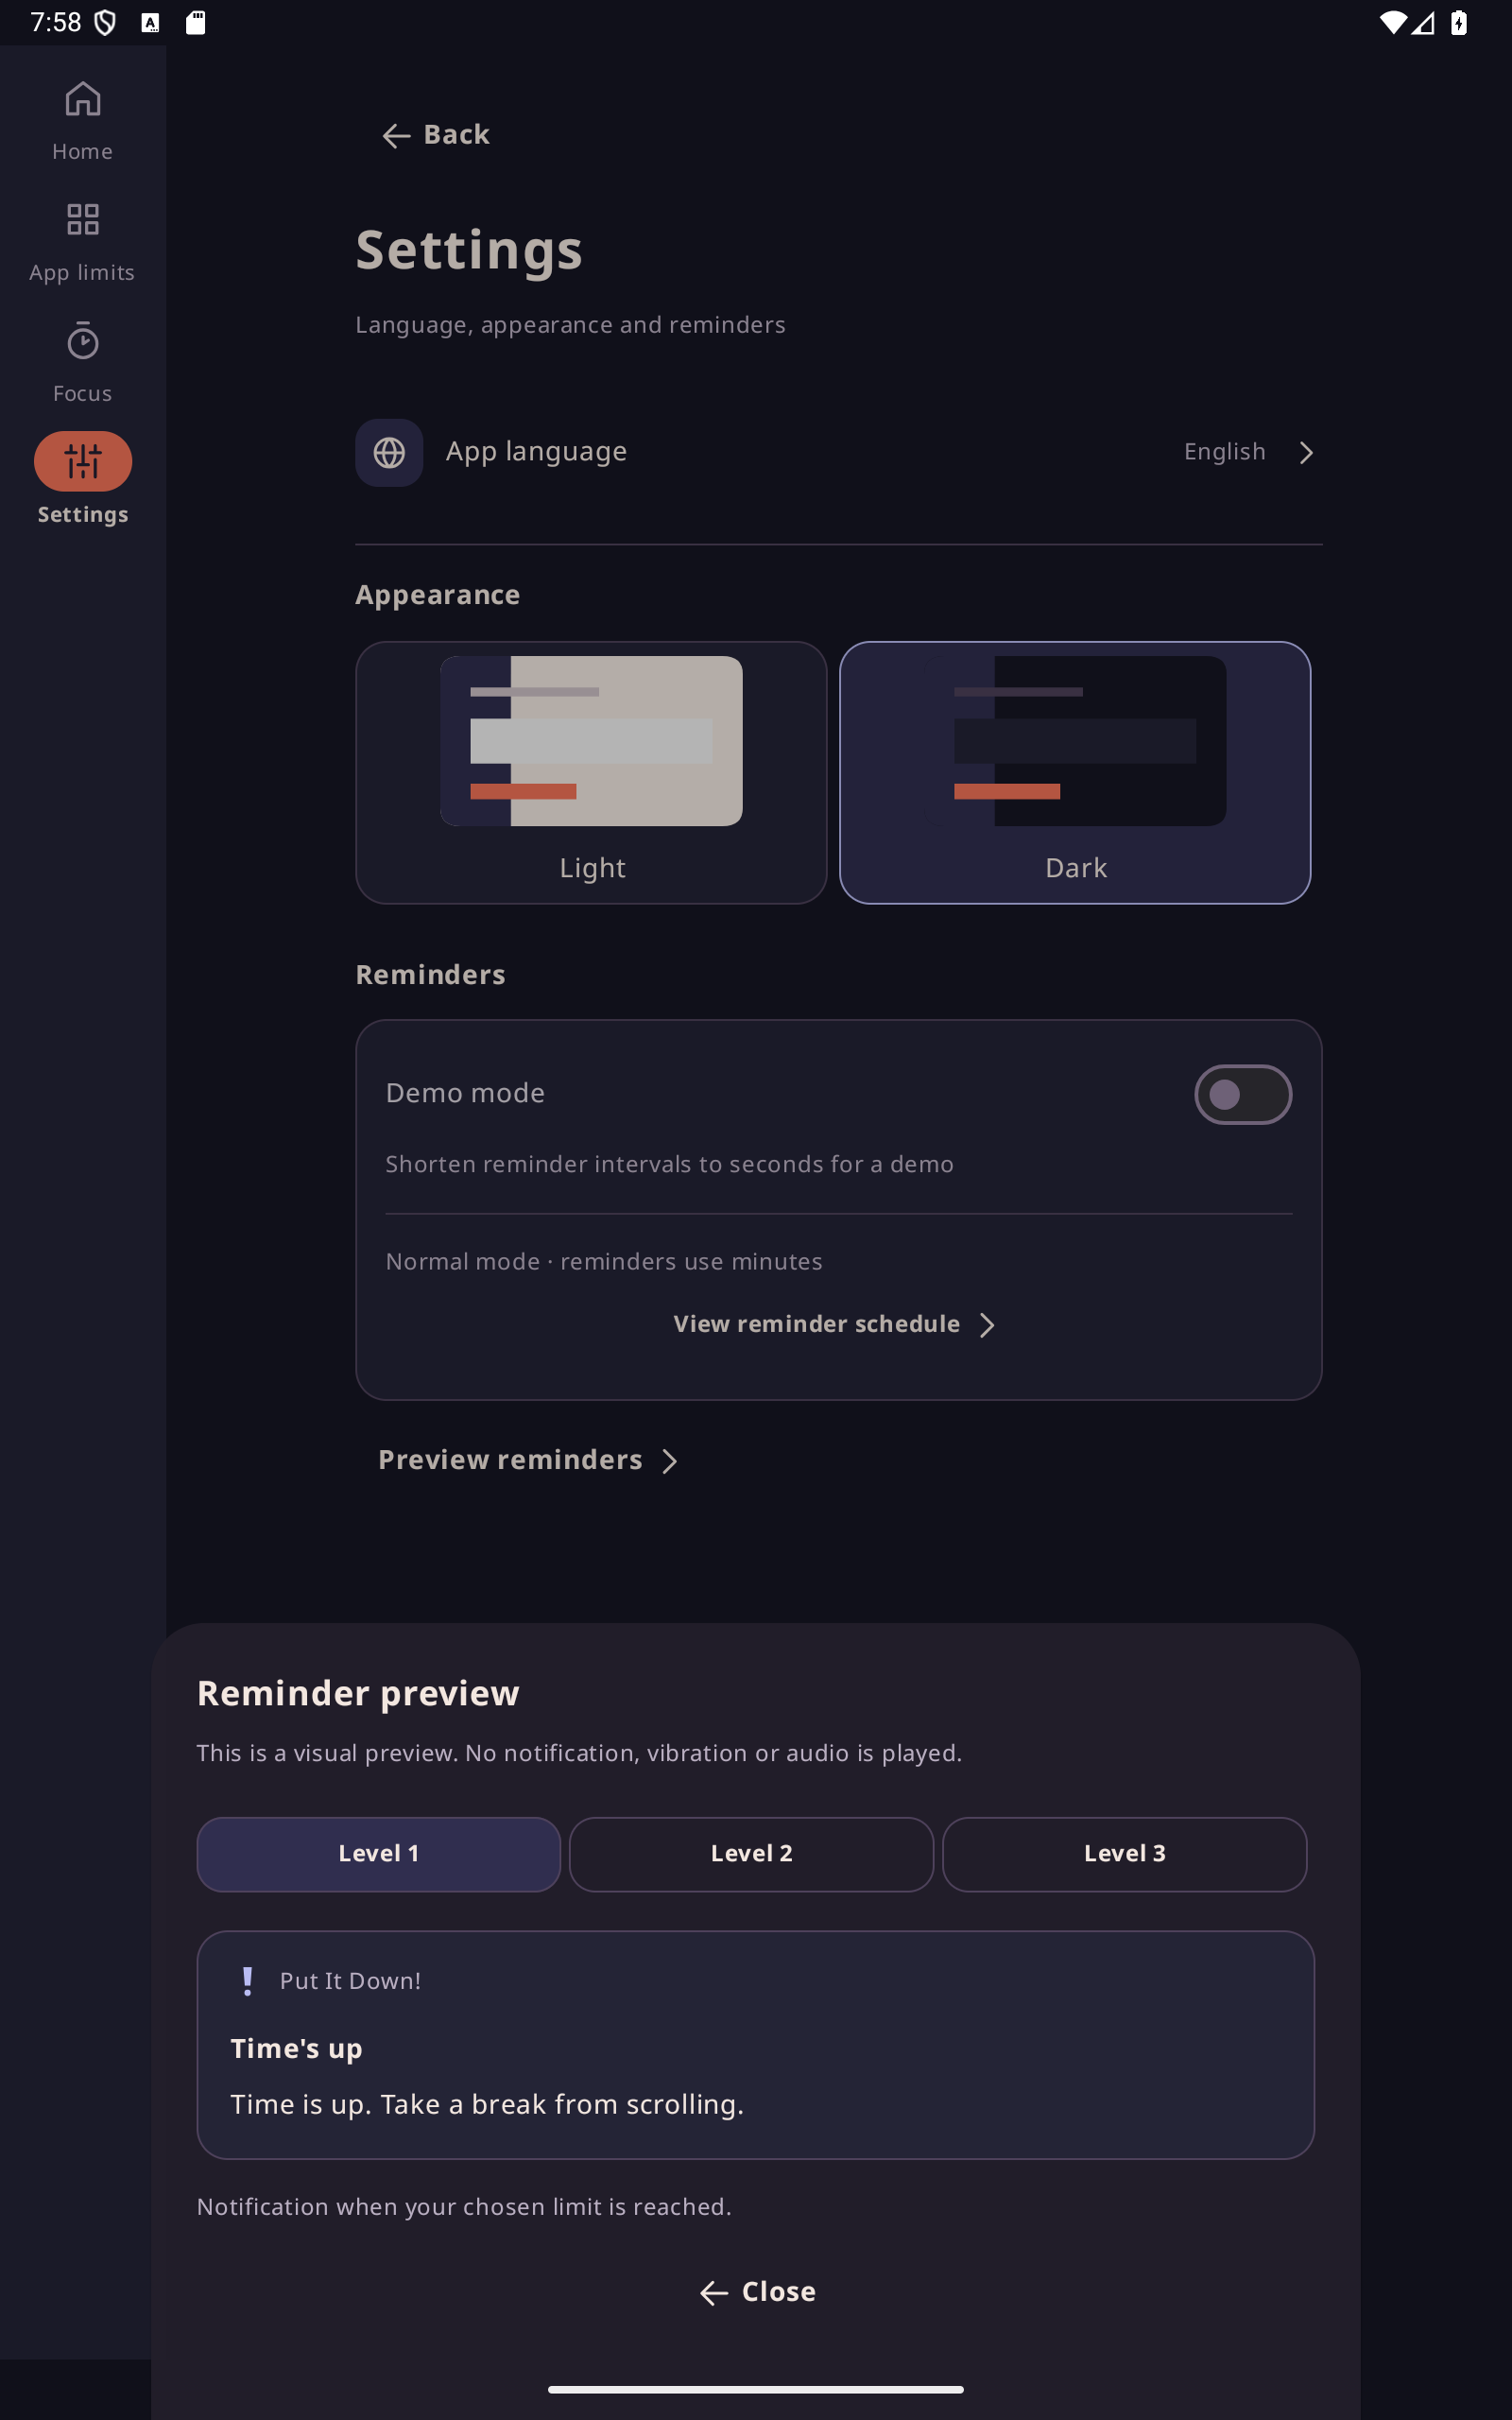 7:58
Home
App limits
Focus
Settings
Back
Settings
Language, appearance and reminders
App language
English
Appearance
Light
Dark
Reminders
Demo mode
Shorten reminder intervals to seconds for a demo
Normal mode · reminders use minutes
View reminder schedule
Preview reminders
Reminder preview
This is a visual preview. No notification, vibration or audio is played.
Level 1
Level 2
Level 3
Put It Down!
Time's up
Time is up. Take a break from scrolling.
Notification when your chosen limit is reached.
Close